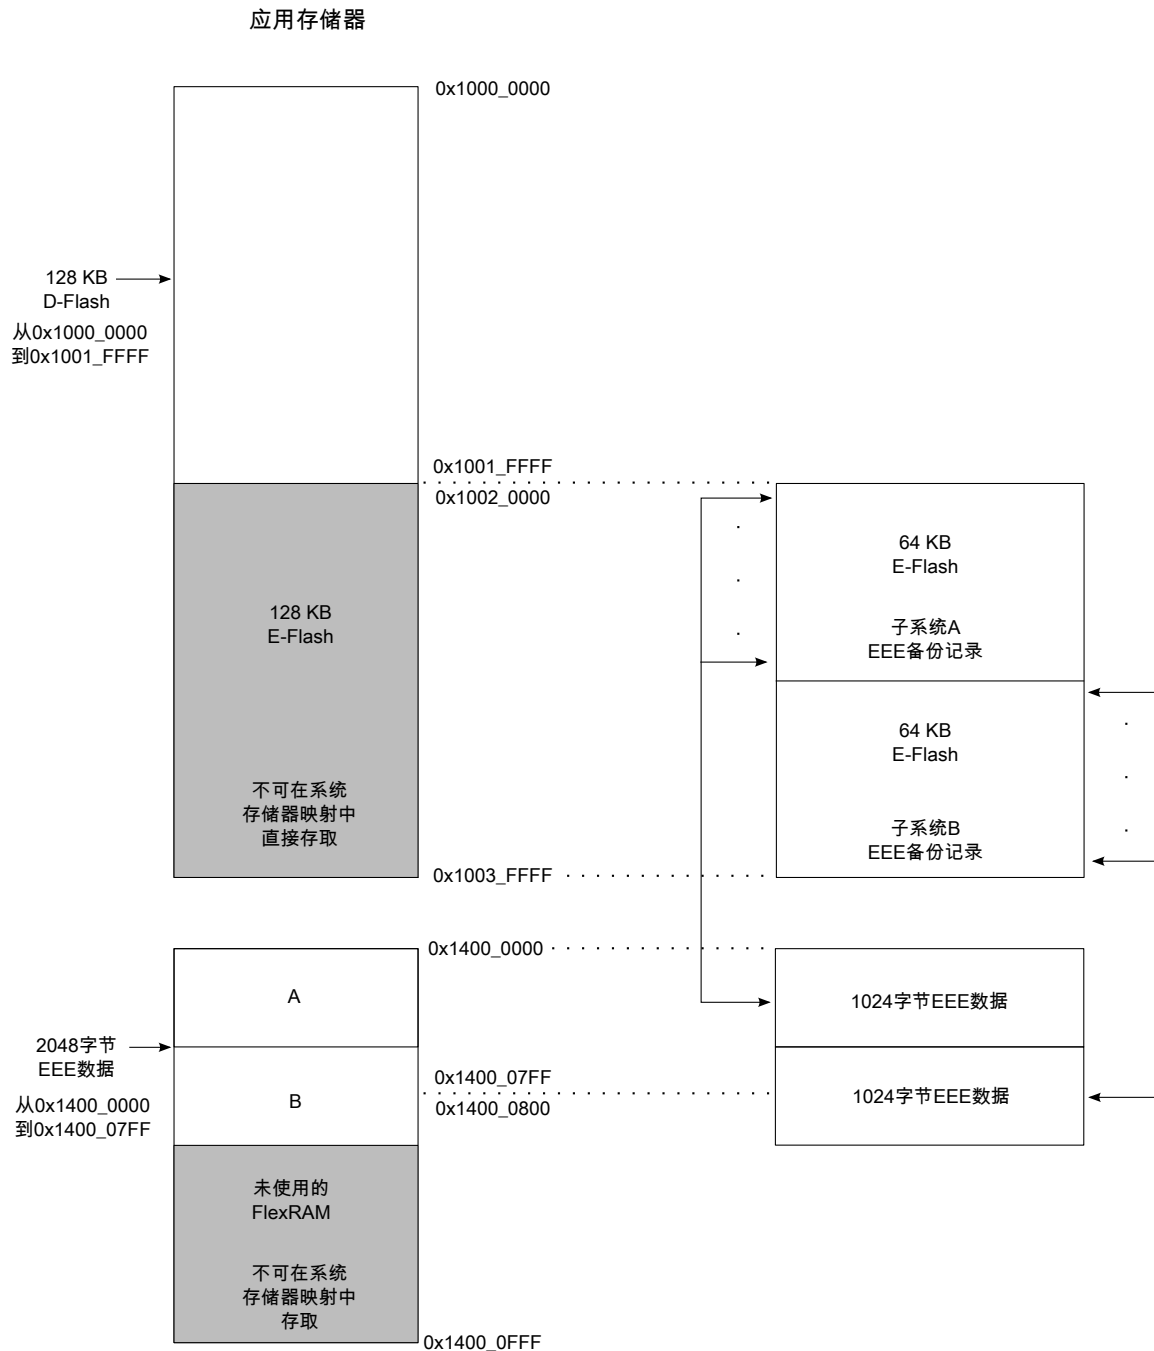 应用存储器
0x1000_0000
128 KB
D-Flash
从0x1000_0000
到0x1001_FFFF
0x1001_FFFF
0x1002_0000
128 KB
E-Flash
不可在系统
存储器映射中
直接存取
0x1003_FFFF
64 KB
E-Flash
子系统A
EEE备份记录
64 KB
E-Flash
子系统B
EEE备份记录
0x1400_0000
A
2048字节
EEE数据
从0x1400_0000
到0x1400_07FF
B
0x1400_07FF
0x1400_0800
1024字节EEE数据
1024字节EEE数据
未使用的
FlexRAM
不可在系统
存储器映射中
存取
0x1400_0FFF